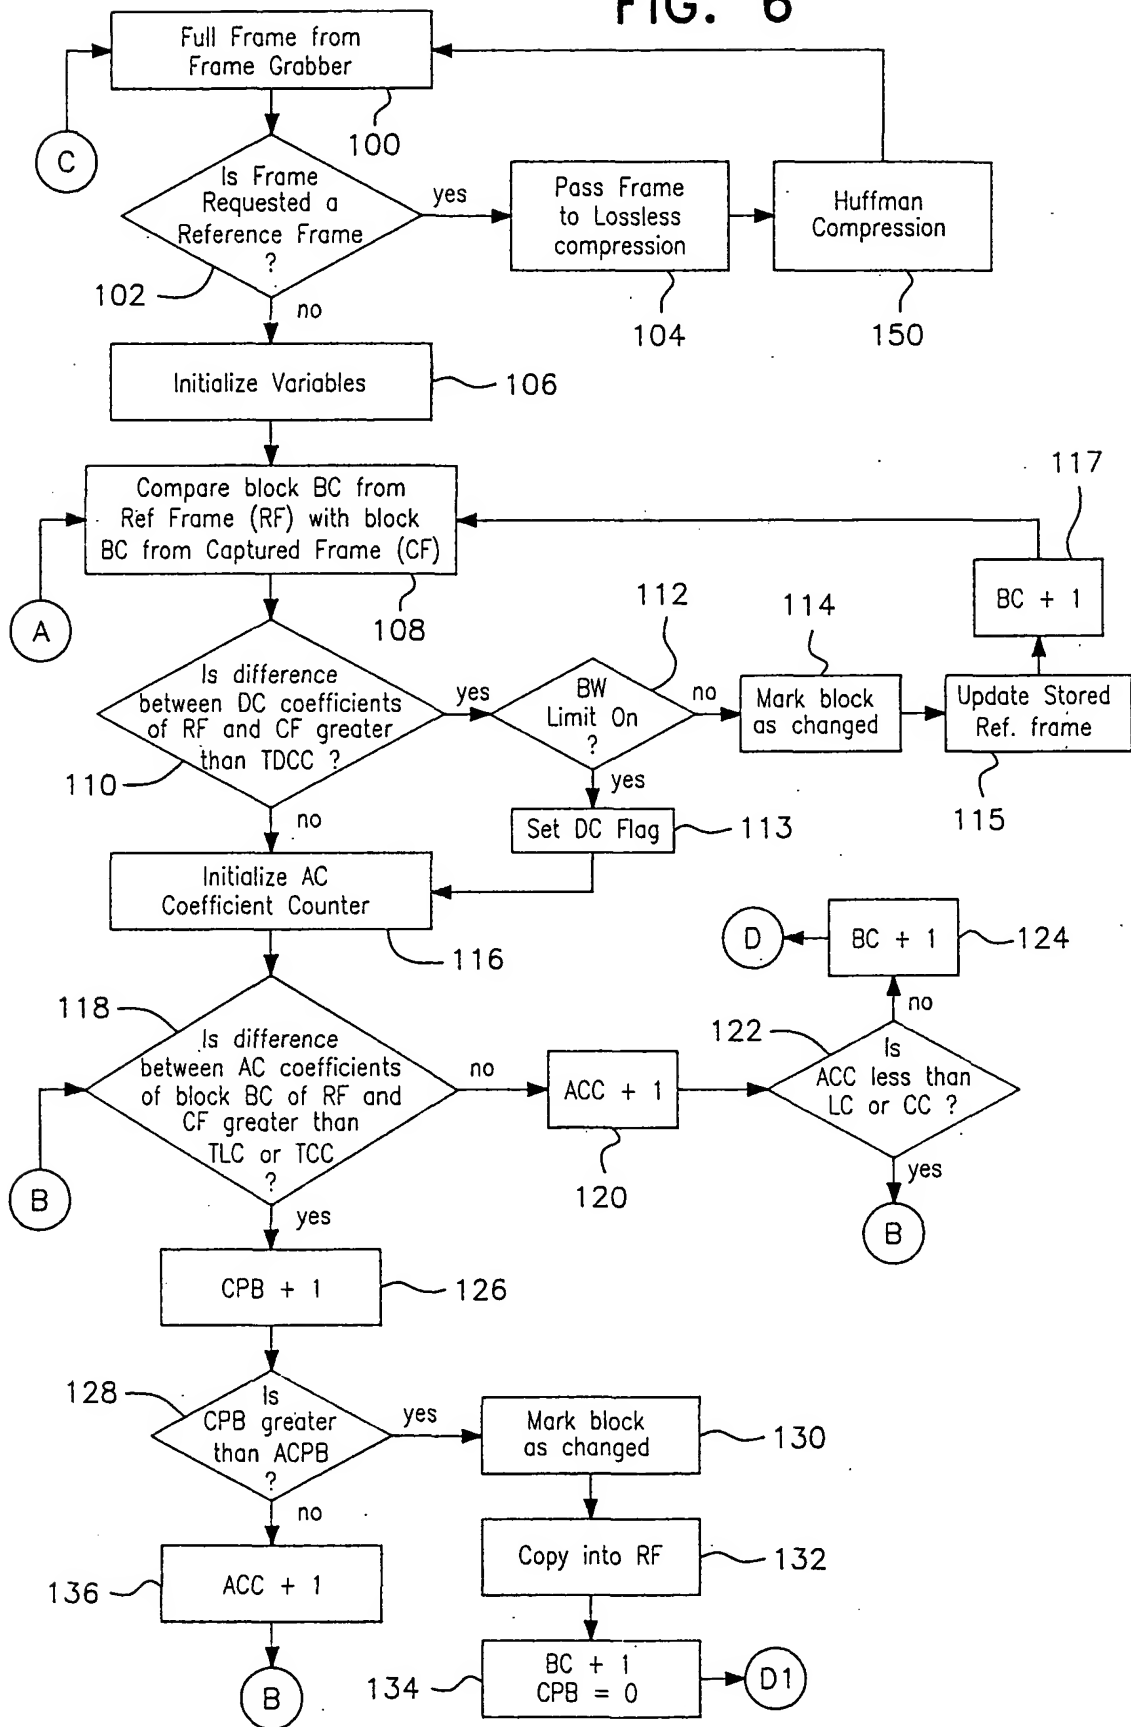 FIG. 6
Full Frame from
Frame Grabber
100
C
Is Frame
Requested a
Reference Frame
?
102
yes
no
Pass Frame
to Lossless
compression
104
Huffman
Compression
150
Initialize Variables
106
Compare block BC from
Ref Frame (RF) with block
BC from Captured Frame (CF)
108
A
117
BC + 1
Is difference
between DC coefficients
of RF and CF greater
than TDCC ?
110
yes
no
112
BW
Limit On
?
no
yes
114
Mark block
as changed
Update Stored
Ref. frame
115
Set DC Flag
113
Initialize AC
Coefficient Counter
116
D
BC + 1
124
no
118
Is difference
between AC coefficients
of block BC of RF and
CF greater than
TLC or TCC
?
no
yes
B
ACC + 1
120
122
Is
ACC less than
LC or CC ?
yes
B
CPB + 1
126
128
Is
CPB greater
than ACPB
?
yes
no
Mark block
as changed
130
Copy into RF
132
136
ACC + 1
B
134
BC + 1
CPB = 0
D1